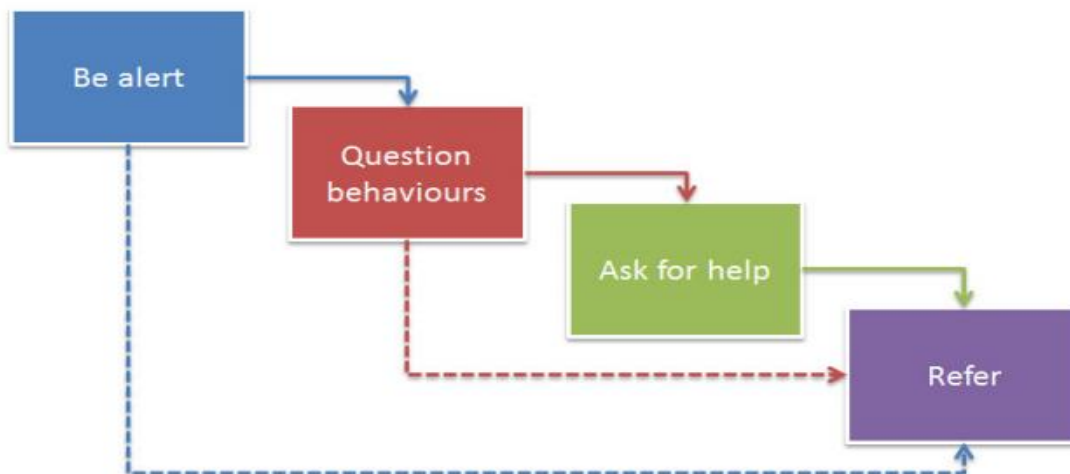 Be alert
Question
behaviours
Ask for help
Refer